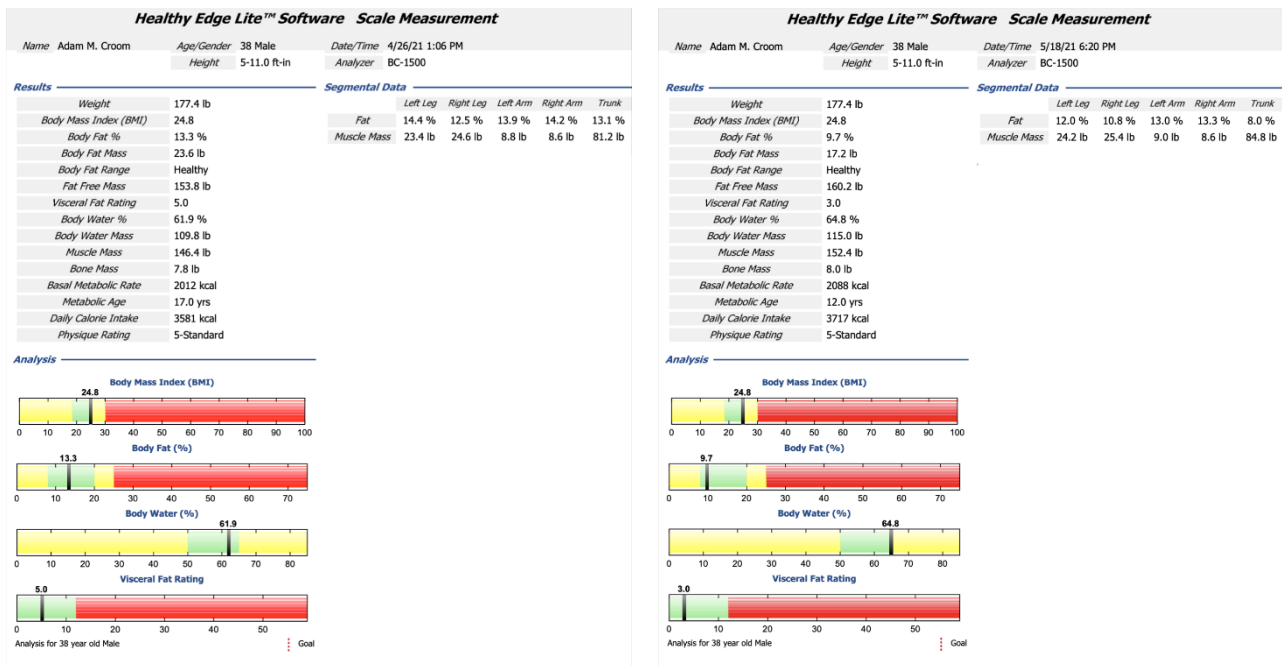 Healthy Edge Lite™ Software Scale Measurement
Name Adam M. Croom Age/Gender 38 Male Date/Time 4/26/21 1:06 PM
Height 5-11.0 ft-in Analyzer BC-1500
Results
Weight 177.4 lb
Body Mass Index (BMI) 24.8
Body Fat % 13.3 %
Body Fat Mass 23.6 lb
Body Fat Range Healthy
Fat Free Mass 153.8 lb
Visceral Fat Rating 5.0
Body Water % 61.9 %
Body Water Mass 109.8 lb
Muscle Mass 146.4 lb
Bone Mass 7.8 lb
Basal Metabolic Rate 2012 kcal
Metabolic Age 17.0 yrs
Daily Calorie Intake 3581 kcal
Physique Rating 5-Standard
Segmental Data
Left Leg Right Leg Left Arm Right Arm Trunk
Fat 14.4 % 12.5 % 13.9 % 14.2 % 13.1 %
Muscle Mass 23.4 lb 24.6 lb 8.8 lb 8.6 lb 81.2 lb
Analysis
Body Mass Index (BMI)
24.8
0 10 20 30 40 50 60 70 80 90 100
Body Fat (%)
13.3
0 10 20 30 40 50 60 70
Body Water (%)
61.9
0 10 20 30 40 50 60 70 80
Visceral Fat Rating
5.0
0 10 20 30 40 50
Analysis for 38 year old Male Goal
Healthy Edge Lite™ Software Scale Measurement
Name Adam M. Croom Age/Gender 38 Male Date/Time 5/18/21 6:20 PM
Height 5-11.0 ft-in Analyzer BC-1500
Results
Weight 177.4 lb
Body Mass Index (BMI) 24.8
Body Fat % 9.7 %
Body Fat Mass 17.2 lb
Body Fat Range Healthy
Fat Free Mass 160.2 lb
Visceral Fat Rating 3.0
Body Water % 64.8 %
Body Water Mass 115.0 lb
Muscle Mass 152.4 lb
Bone Mass 8.0 lb
Basal Metabolic Rate 2088 kcal
Metabolic Age 12.0 yrs
Daily Calorie Intake 3717 kcal
Physique Rating 5-Standard
Segmental Data
Left Leg Right Leg Left Arm Right Arm Trunk
Fat 12.0 % 10.8 % 13.0 % 13.3 % 8.0 %
Muscle Mass 24.2 lb 25.4 lb 9.0 lb 8.6 lb 84.8 lb
Analysis
Body Mass Index (BMI)
24.8
0 10 20 30 40 50 60 70 80 90 100
Body Fat (%)
9.7
0 10 20 30 40 50 60 70
Body Water (%)
64.8
0 10 20 30 40 50 60 70 80
Visceral Fat Rating
3.0
0 10 20 30 40 50
Analysis for 38 year old Male Goal